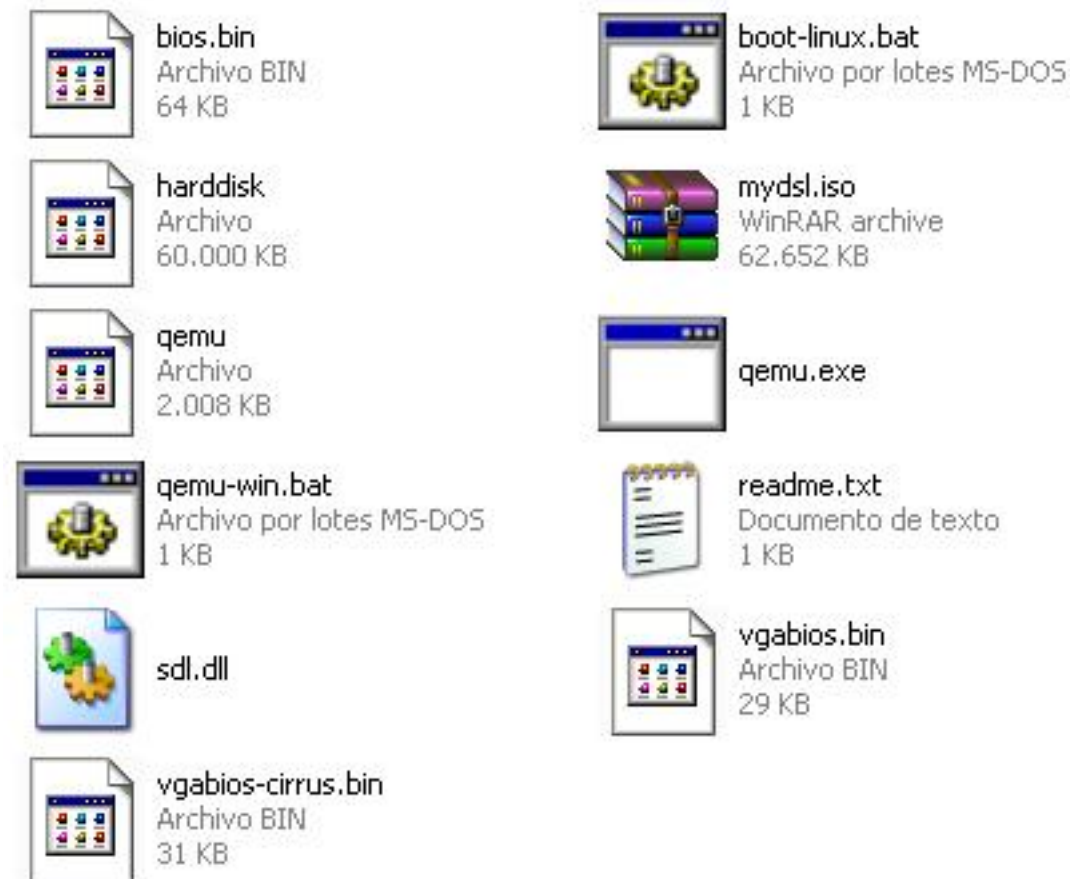 bios.bin
Archivo BIN
64 KB
boot-linux.bat
Archivo por lotes MS-DOS
1 KB
harddisk
Archivo
60.000 KB
mydsl.iso
WinRAR archive
62.652 KB
qemu
Archivo
2.008 KB
qemu.exe
qemu-win.bat
Archivo por lotes MS-DOS
1 KB
readme.txt
Documento de texto
1 KB
sdl.dll
vgabios.bin
Archivo BIN
29 KB
vgabios-cirrus.bin
Archivo BIN
31 KB